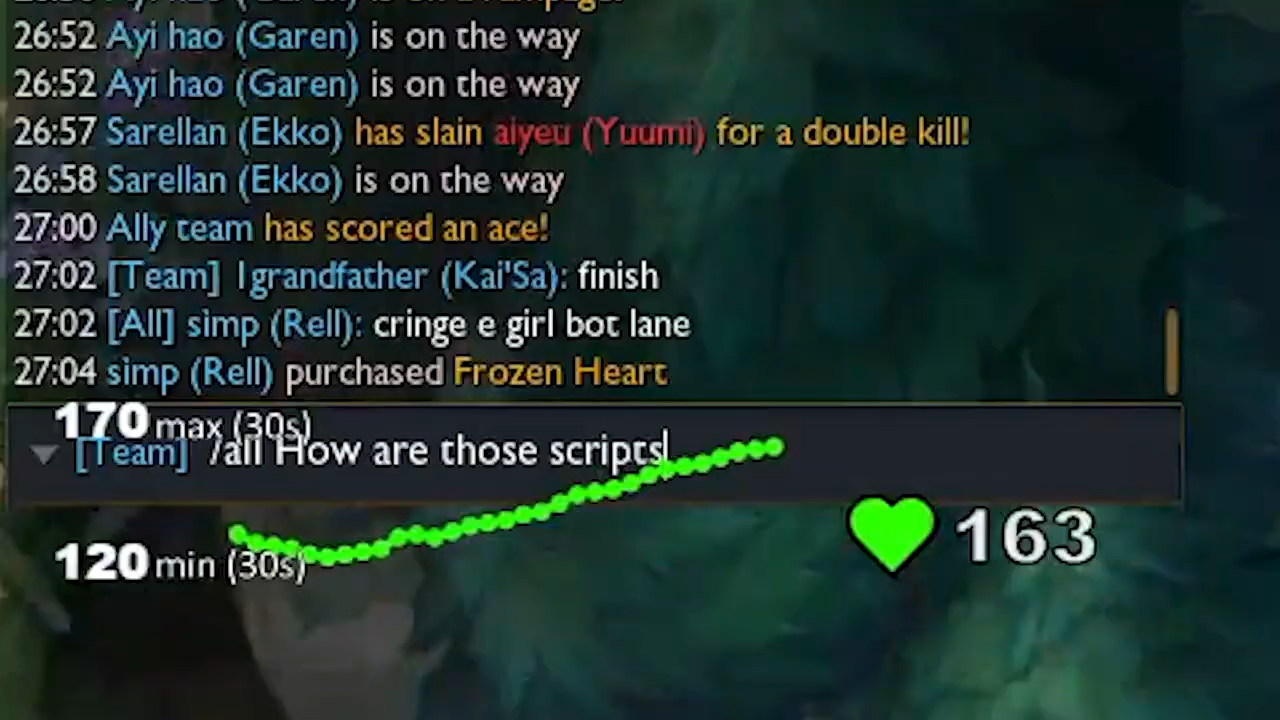 26:52 Ayi hao (Garen) is on the way
26:52 Ayi hao (Garen) is on the way
26:57 Sarellan (Ekko) has slain aiyeu (Yuumi) for a double kill!
26:58 Sarellan (Ekko) is on the way
27:00 Ally team has scored an ace!
27:02 [Team] 1grandfather (Kai'Sa): finish
27:02 [All] simp (Rell): cringe e girl bot lane
27:04 simp (Rell) purchased Frozen Heart
170 max (30s)
[Team] /all How are those scripts
163
120 min (30s)